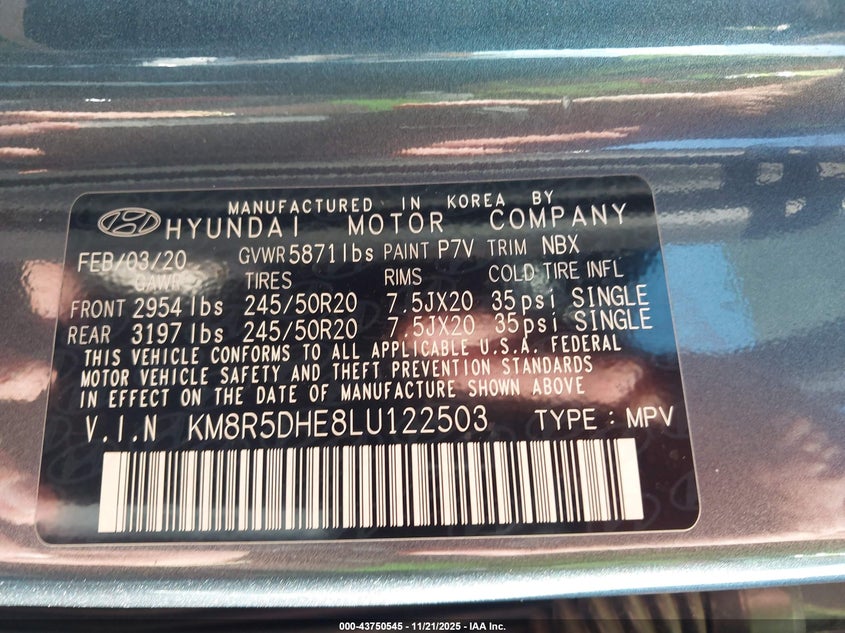 MANUFACTURED IN KOREA BY
HYUNDAI MOTOR COMPANY
FEB/03/20 GVWR 5871lbs PAINT P7V TRIM NBX
GAWR TIRES RIMS COLD TIRE INFL
FRONT 2954 lbs 245/50R20 7.5JX20 35psi SINGLE
REAR 3197 lbs 245/50R20 7.5JX20 35psi SINGLE
THIS VEHICLE CONFORMS TO ALL APPLICABLE U.S.A. FEDERAL
MOTOR VEHICLE SAFETY AND THEFT PREVENTION STANDARDS
IN EFFECT ON THE DATE OF MANUFACTURE SHOWN ABOVE
V.I.N KM8R5DHE8LU122503 TYPE : MPV
000-43750545 - 11/21/2025 - IAA Inc.